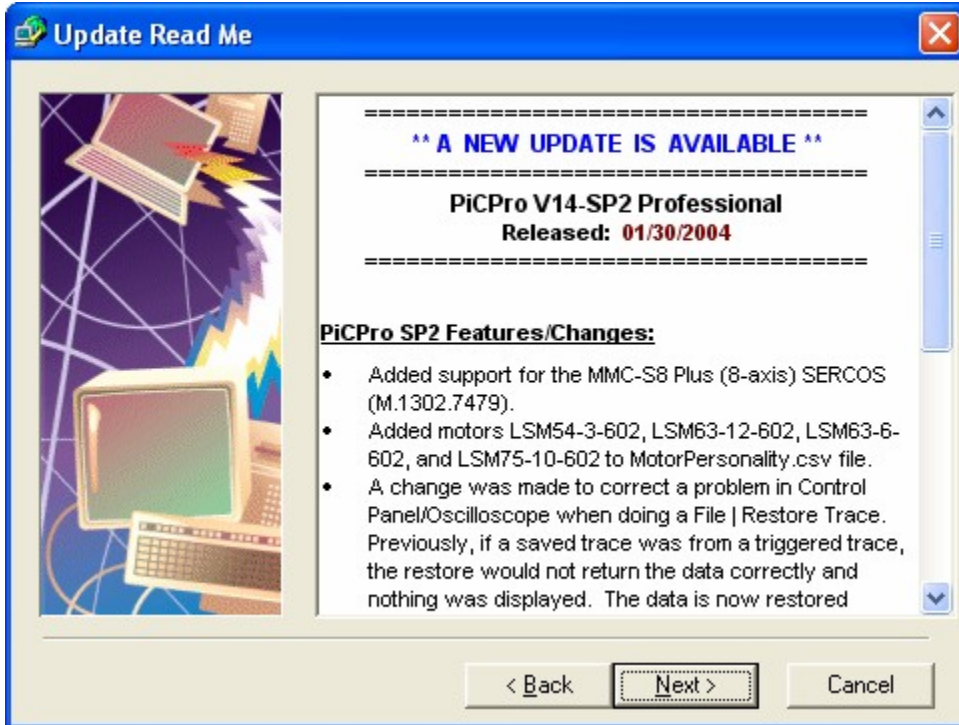 Update Read Me
====================================
** A NEW UPDATE IS AVAILABLE **
====================================
PiCPro V14-SP2 Professional
Released: 01/30/2004
====================================
PiCPro SP2 Features/Changes:
• Added support for the MMC-S8 Plus (8-axis) SERCOS
(M.1302.7479).
• Added motors LSM54-3-602, LSM63-12-602, LSM63-6-
602, and LSM75-10-602 to MotorPersonality.csv file.
• A change was made to correct a problem in Control
Panel/Oscilloscope when doing a File | Restore Trace.
Previously, if a saved trace was from a triggered trace,
the restore would not return the data correctly and
nothing was displayed. The data is now restored
< Back
Next >
Cancel